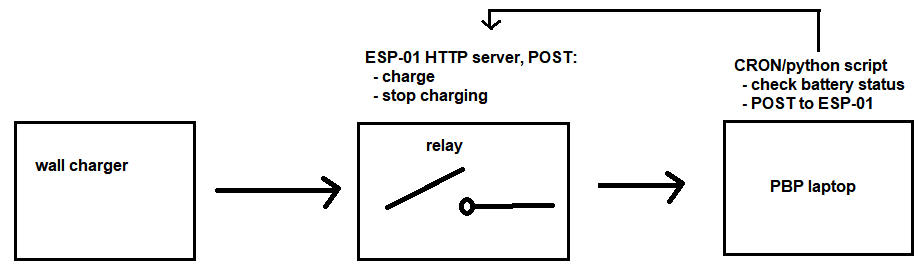 ESP-01 HTTP server, POST:
- charge
- stop charging
CRON/python script
- check battery status
- POST to ESP-01
wall charger
relay
PBP laptop